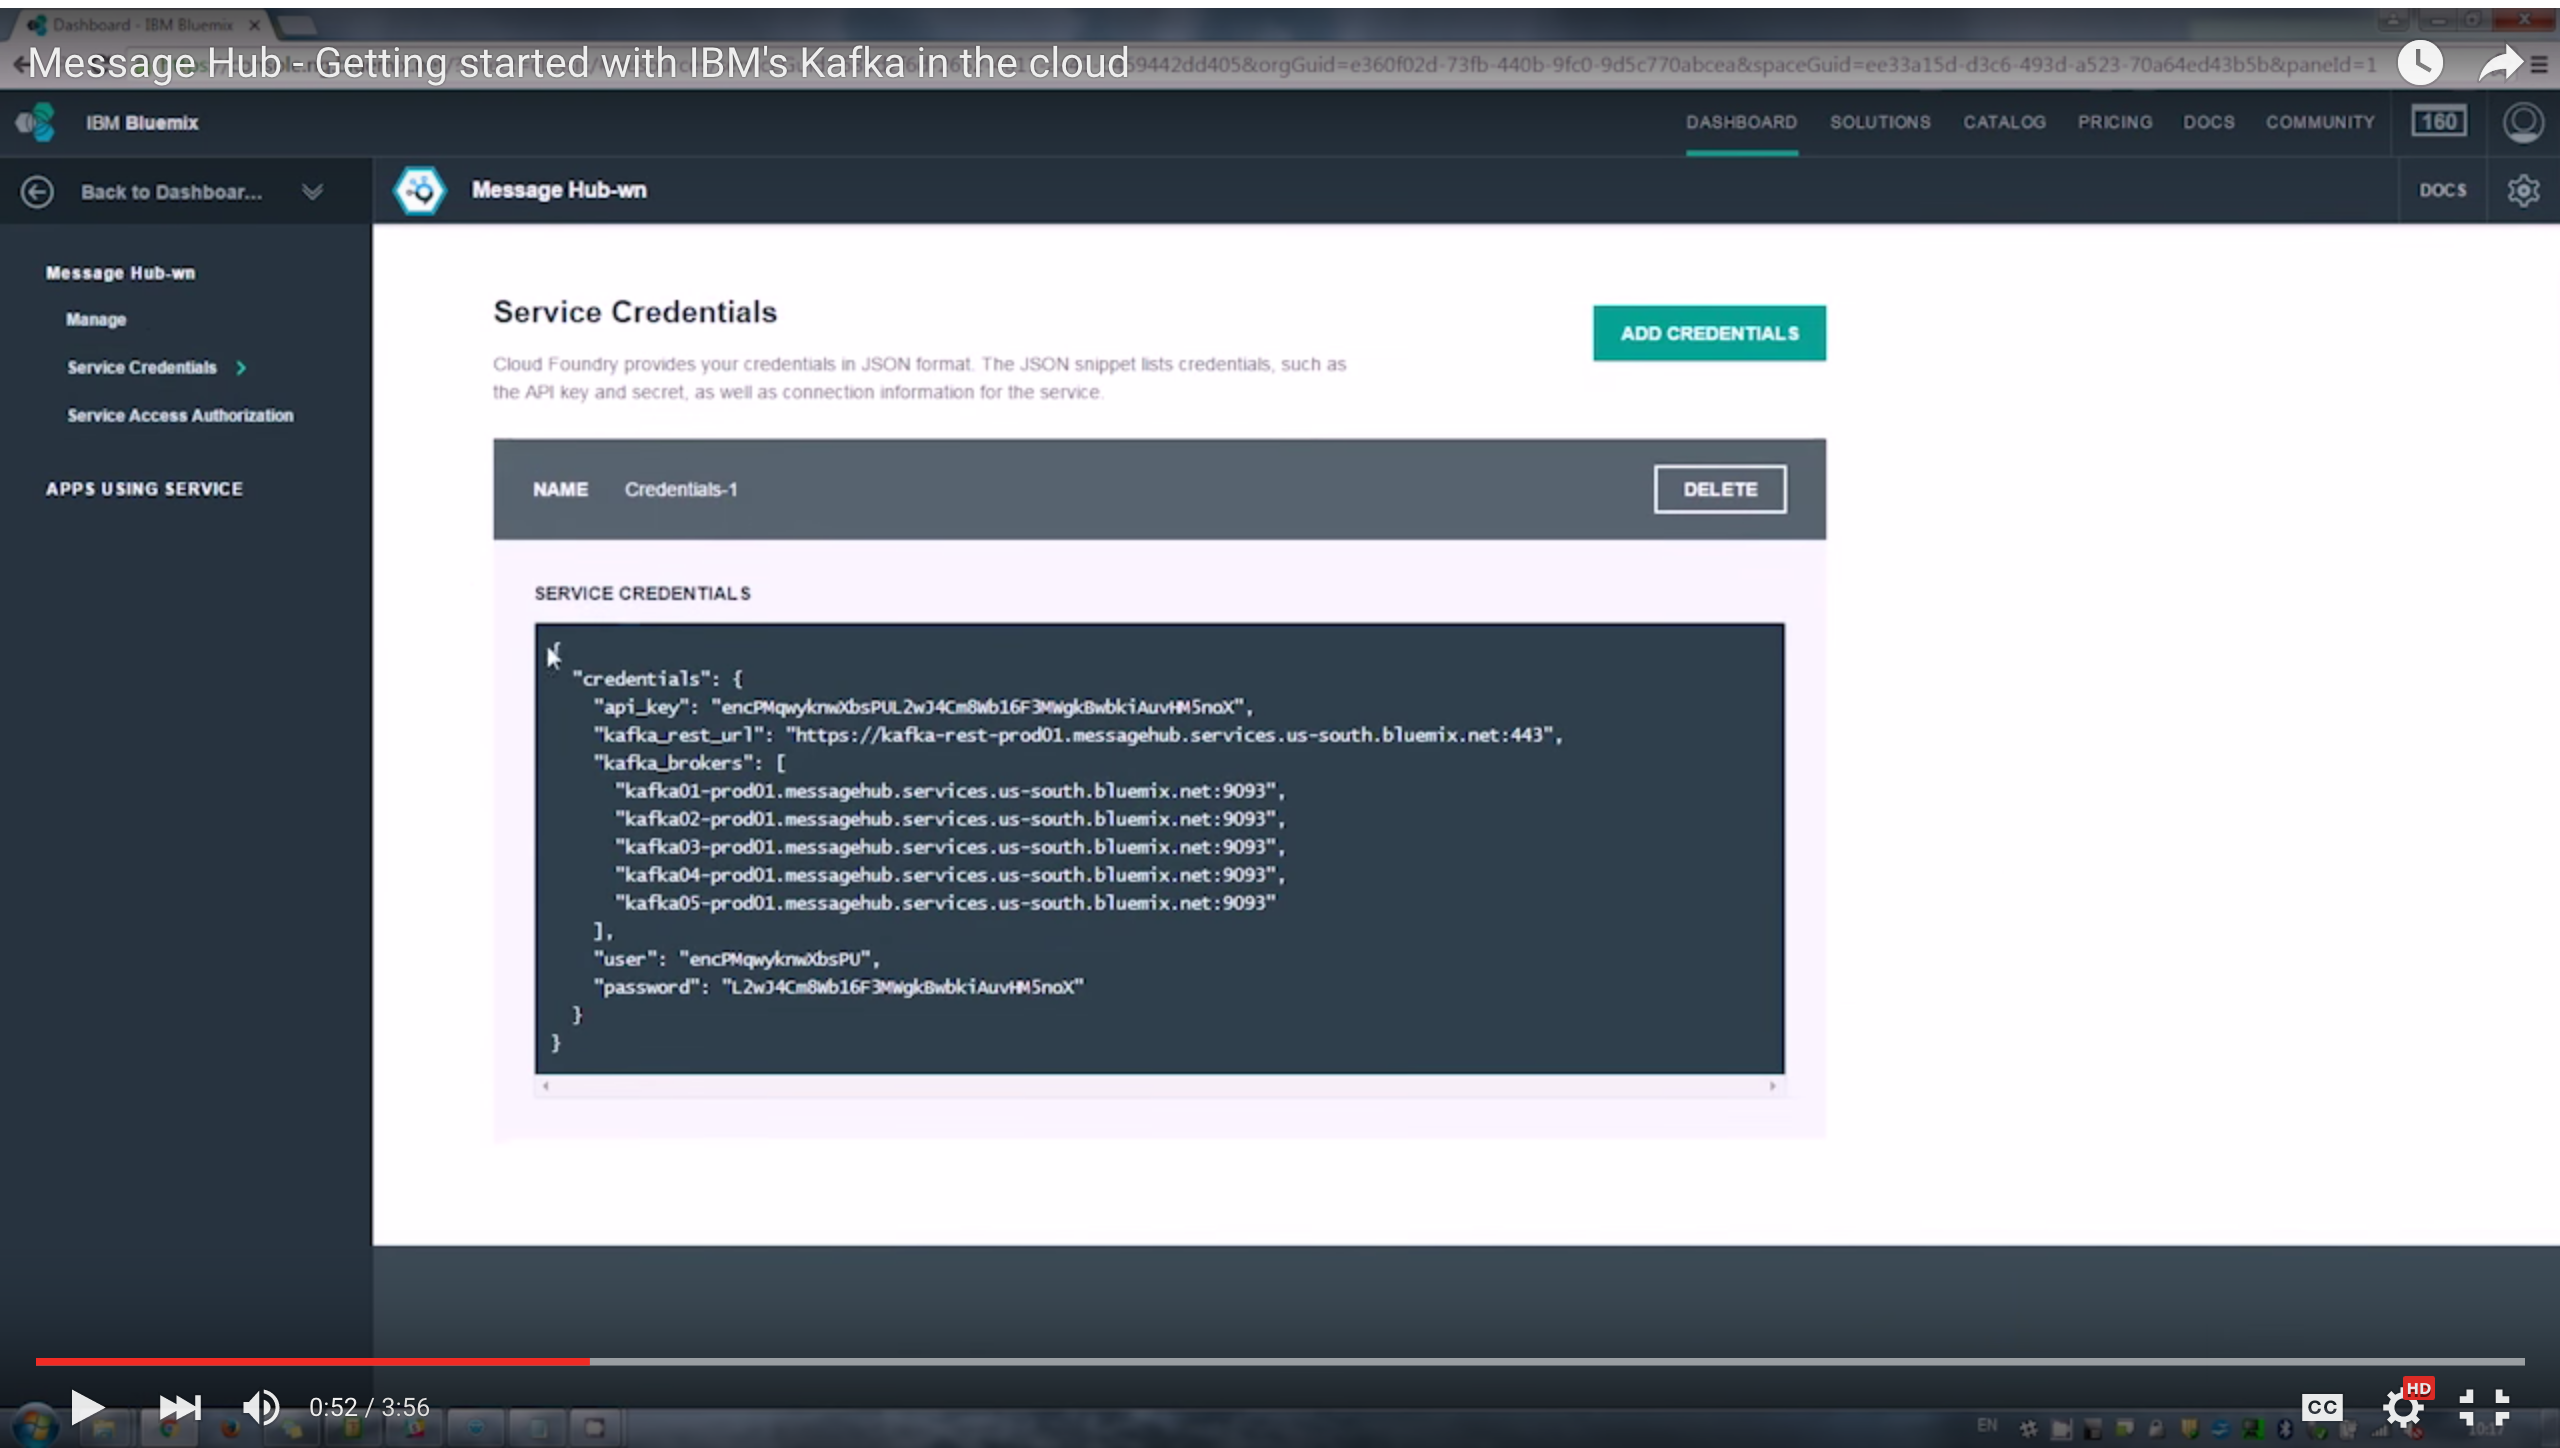 Dashboard - IBM Bluemix
Message Hub - Getting started with IBM's Kafka in the cloud
59442dd405&orgGuid=e360f02d-73fb-440b-9fc0-9d5c770abcea&spaceGuid=ee33a15d-d3c6-493d-a523-70a64ed43b5b&paneId=1
IBM Bluemix
DASHBOARD SOLUTIONS CATALOG PRICING DOCS COMMUNITY 160
Back to Dashboar...
Message Hub-wn
DOCS
Message Hub-wn
Manage
Service Credentials
Service Access Authorization
APPS USING SERVICE
Service Credentials
ADD CREDENTIALS
Cloud Foundry provides your credentials in JSON format. The JSON snippet lists credentials, such as
the API key and secret, as well as connection information for the service.
NAME Credentials-1
DELETE
SERVICE CREDENTIALS
{
"credentials": {
"api_key": "encPMqwyknwXbsPUL2wJ4Cm8Wb16F3MWgkBwbkiAuvHM5noX",
"kafka_rest_url": "https://kafka-rest-prod01.messagehub.services.us-south.bluemix.net:443",
"kafka_brokers": [
"kafka01-prod01.messagehub.services.us-south.bluemix.net:9093",
"kafka02-prod01.messagehub.services.us-south.bluemix.net:9093",
"kafka03-prod01.messagehub.services.us-south.bluemix.net:9093",
"kafka04-prod01.messagehub.services.us-south.bluemix.net:9093",
"kafka05-prod01.messagehub.services.us-south.bluemix.net:9093"
],
"user": "encPMqwyknwXbsPU",
"password": "L2wJ4Cm8Wb16F3MWgkBwbkiAuvHM5noX"
}
}
0:52 / 3:56
CC
HD
EN
10:17